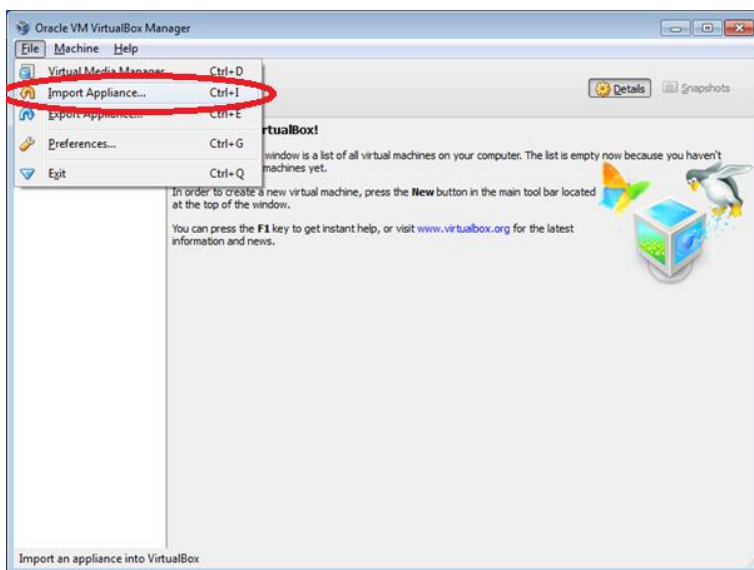 Oracle VM VirtualBox Manager
File Machine Help
Virtual Media Manager... Ctrl+D
Import Appliance... Ctrl+I
Export Appliance... Ctrl+E
Preferences... Ctrl+G
Exit Ctrl+Q
Details Snapshots
rtualBox!
window is a list of all virtual machines on your computer. The list is empty now because you haven't
machines yet.
In order to create a new virtual machine, press the New button in the main tool bar located
at the top of the window.
You can press the F1 key to get instant help, or visit www.virtualbox.org for the latest
information and news.
Import an appliance into VirtualBox